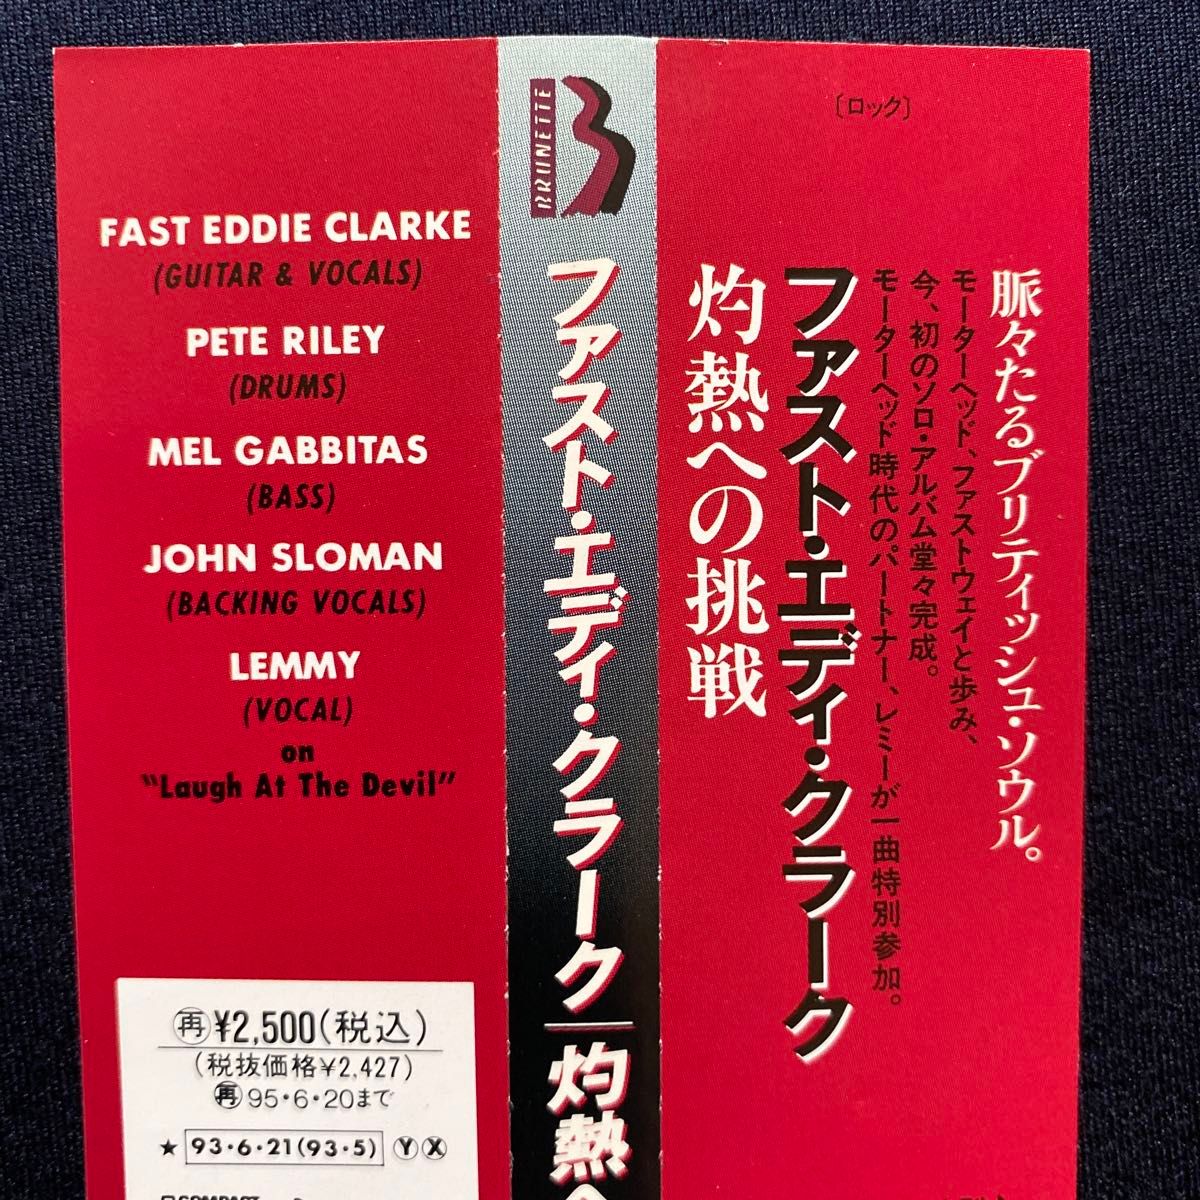 FAST EDDIE CLARKE
(GUITAR & VOCALS)
PETE RILEY
(DRUMS)
MEL GABBITAS
(BASS)
JOHN SLOMAN
(BACKING VOCALS)
LEMMY
(VOCAL)
on
"Laugh At The Devil"
再¥2,500(税込)
(税抜価格¥2,427)
再95・6・20まで
★93・6・21(93・5)ⓎⓍ
BRUNETTE
ファスト・エディ・クラーク|灼熱へ
〔ロック〕
脈々たるブリティッシュ・ソウル。
モーターヘッド、ファストウェイと歩み、
今、初のソロ・アルバム堂々完成。
モーターヘッド時代のパートナー、レミーが一曲特別参加。
ファスト・エディ・クラーク
灼熱への挑戦